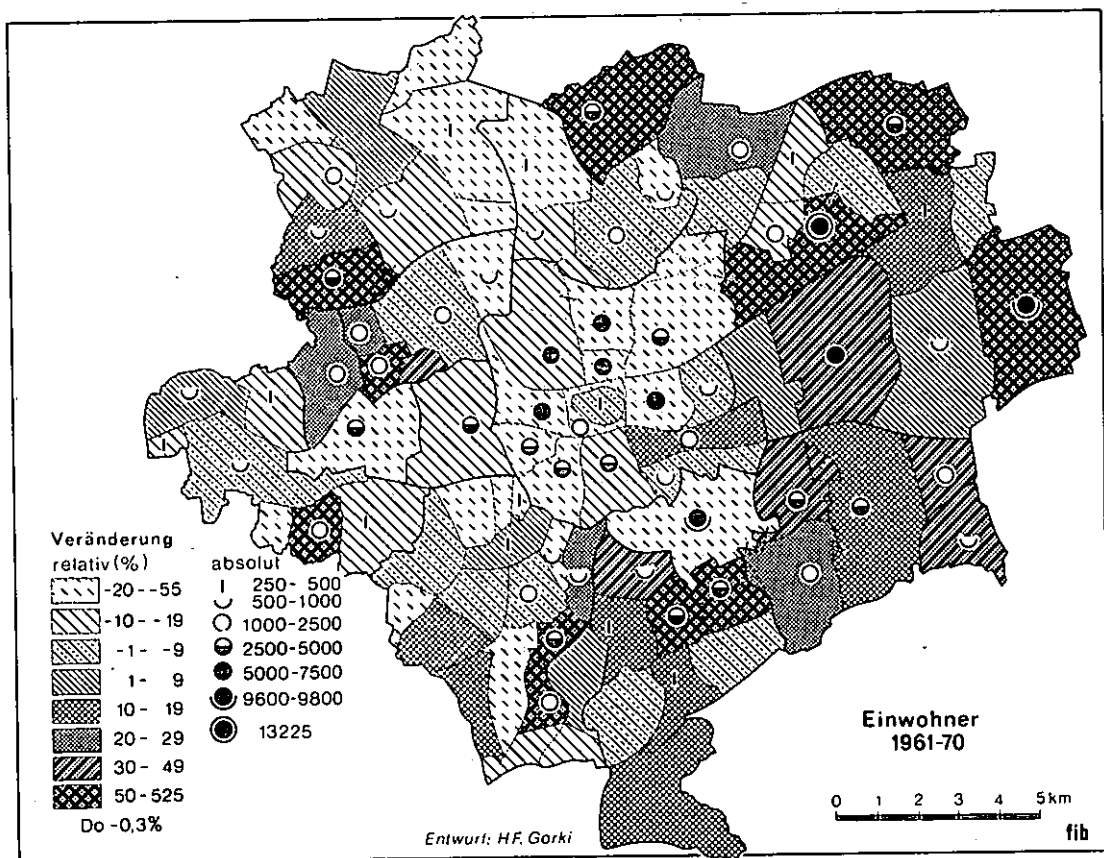 Veränderung
relativ (%)
-20--55
-10--19
-1- -9
1- 9
10- 19
20- 29
30- 49
50-525
Do -0,3%
absolut
250- 500
500-1000
1000-2500
2500-5000
5000-7500
9600-9800
13225
Einwohner
1961-70
0 1 2 3 4 5 km
Entwurf: H.F. Gorki
fib